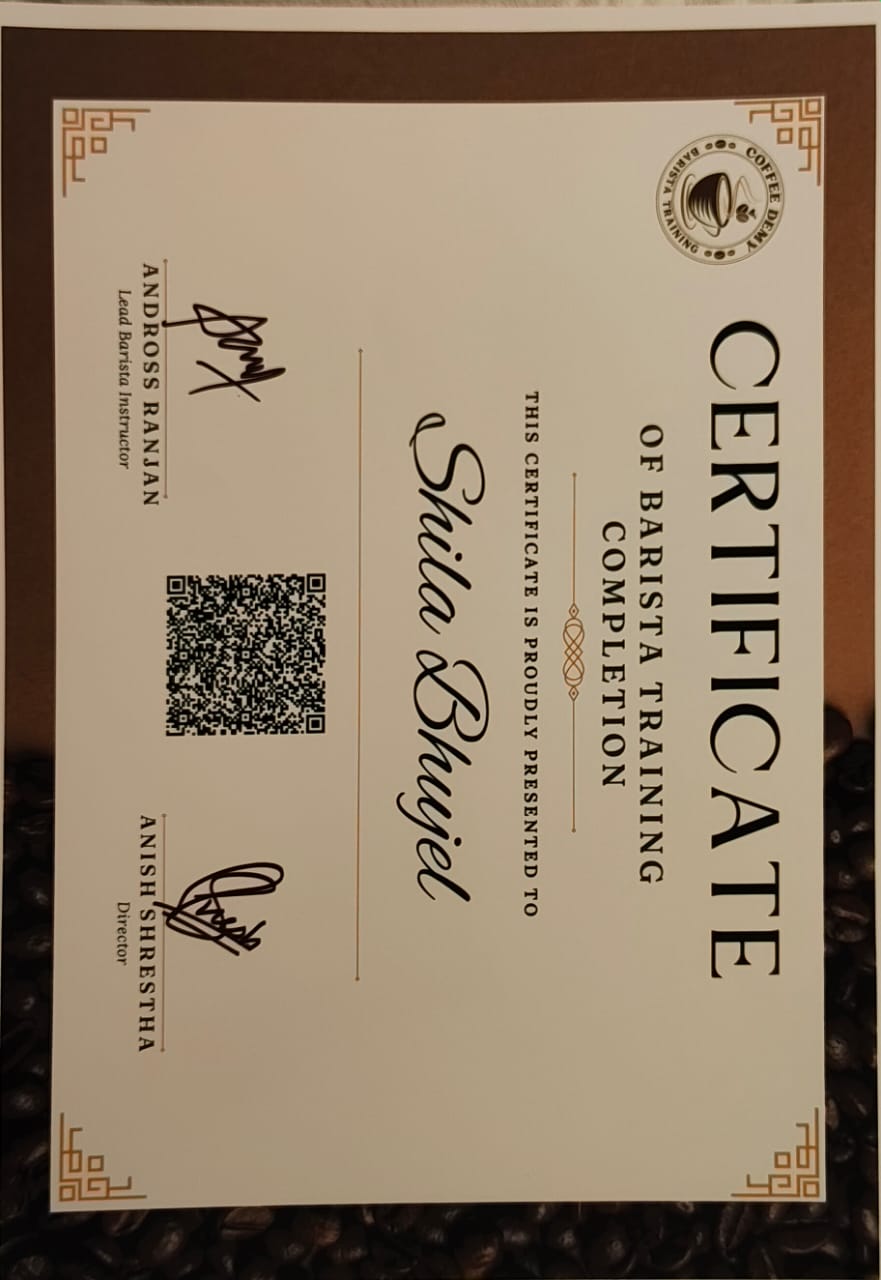 COFFEE DEMY
BARISTA TRAINING
CERTIFICATE
OF BARISTA TRAINING
COMPLETION
THIS CERTIFICATE IS PROUDLY PRESENTED TO
Shila Bhujel
ANDROSS RANJAN
Lead Barista Instructor
ANISH SHRESTHA
Director